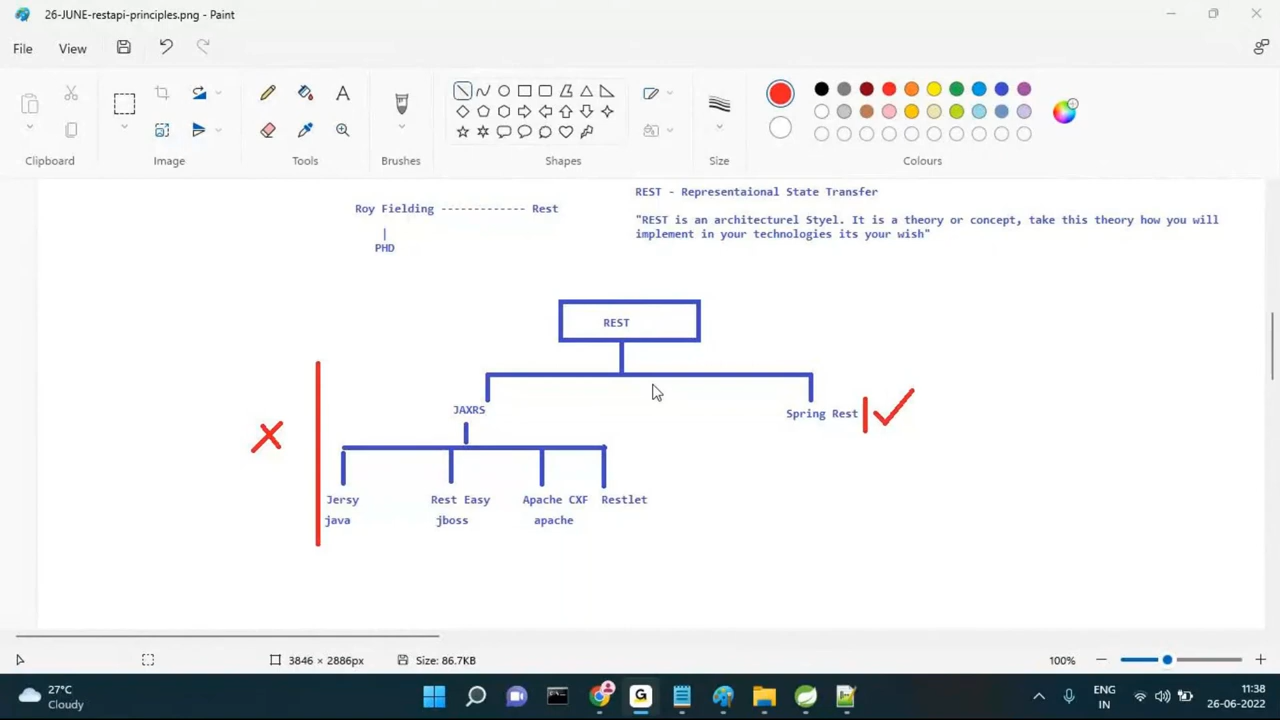 26-JUNE-restapi-principles.png - Paint
File View
Clipboard Image Tools Brushes Shapes Size Colours
REST - Representaional State Transfer
Roy Fielding ------------- Rest
"REST is an architecturel Styel. It is a theory or concept, take this theory how you will
implement in your technologies its your wish"
|
PHD
REST
JAXRS
Spring Rest
Jersy Rest Easy Apache CXF Restlet
java jboss apache
3846 × 2886px Size: 86.7KB 100%
27°C
Cloudy
ENG
IN
11:38
26-06-2022